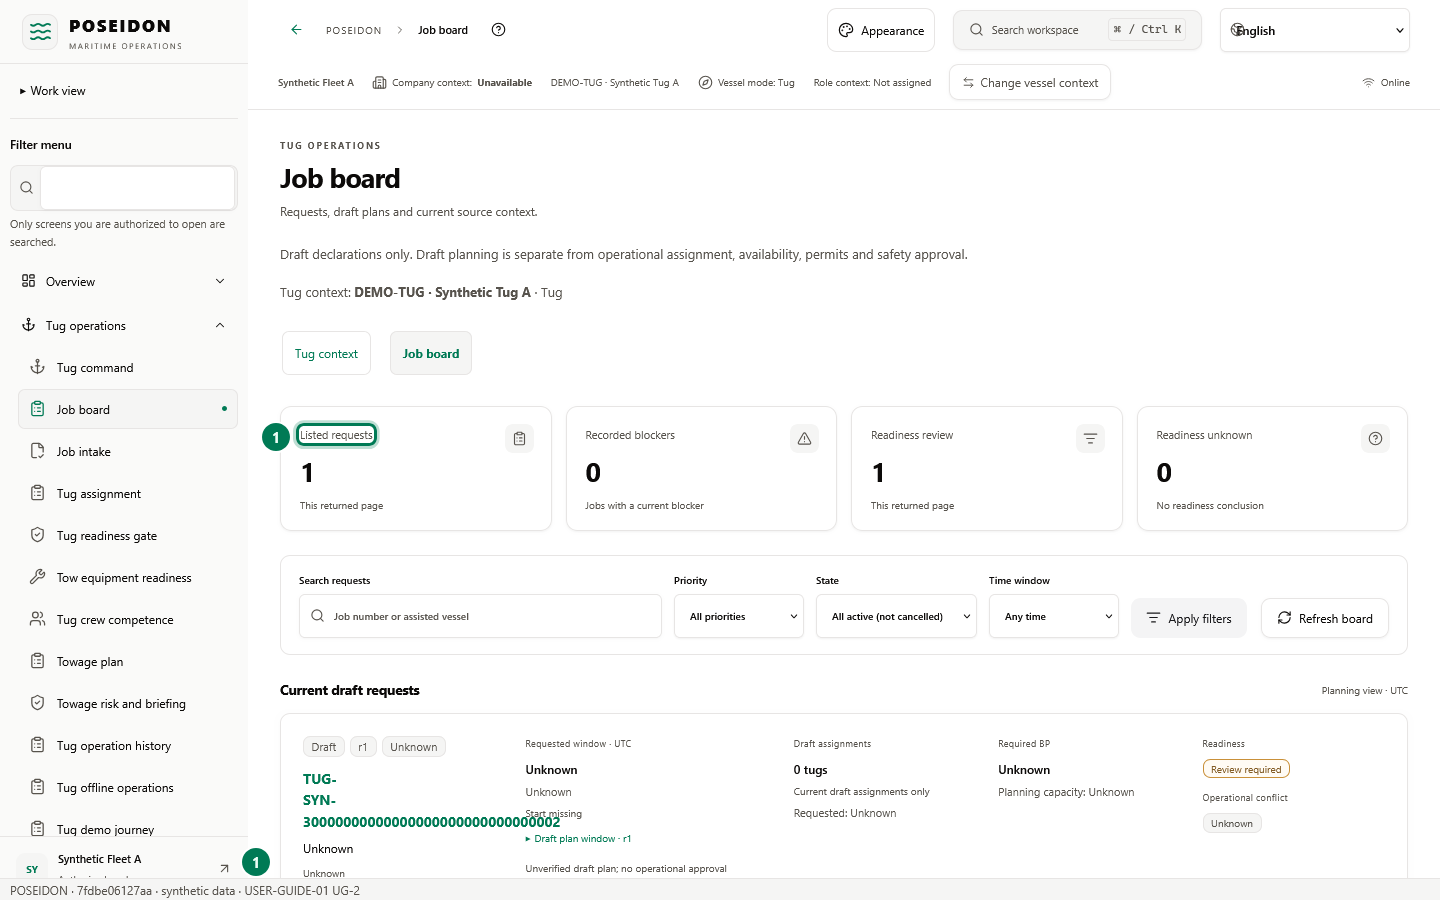 POSEIDON
MARITIME OPERATIONS
Work view
Filter menu
Only screens you are authorized to open are
searched.
Overview
Tug operations
Tug command
Job board
Job intake
Tug assignment
Tug readiness gate
Tow equipment readiness
Tug crew competence
Towage plan
Towage risk and briefing
Tug operation history
Tug offline operations
Tug demo journey
SY
Synthetic Fleet A
1
POSEIDON
Job board
Appearance
Search workspace
⌘ / Ctrl K
English
Synthetic Fleet A
Company context: Unavailable
DEMO-TUG · Synthetic Tug A
Vessel mode: Tug
Role context: Not assigned
Change vessel context
Online
TUG OPERATIONS
Job board
Requests, draft plans and current source context.
Draft declarations only. Draft planning is separate from operational assignment, availability, permits and safety approval.
Tug context: DEMO-TUG · Synthetic Tug A · Tug
Tug context
Job board
1
Listed requests
1
This returned page
Recorded blockers
0
Jobs with a current blocker
Readiness review
1
This returned page
Readiness unknown
0
No readiness conclusion
Search requests
Job number or assisted vessel
Priority
All priorities
State
All active (not cancelled)
Time window
Any time
Apply filters
Refresh board
Current draft requests
Planning view · UTC
Draft
r1
Unknown
TUG-
SYN-
Unknown
Unknown
Requested window · UTC
Unknown
Unknown
Start missing
Draft plan window · r1
Unverified draft plan; no operational approval
Draft assignments
0 tugs
Current draft assignments only
Requested: Unknown
Required BP
Unknown
Planning capacity: Unknown
Readiness
Review required
Operational conflict
Unknown
POSEIDON · 7fdbe06127aa · synthetic data · USER-GUIDE-01 UG-2